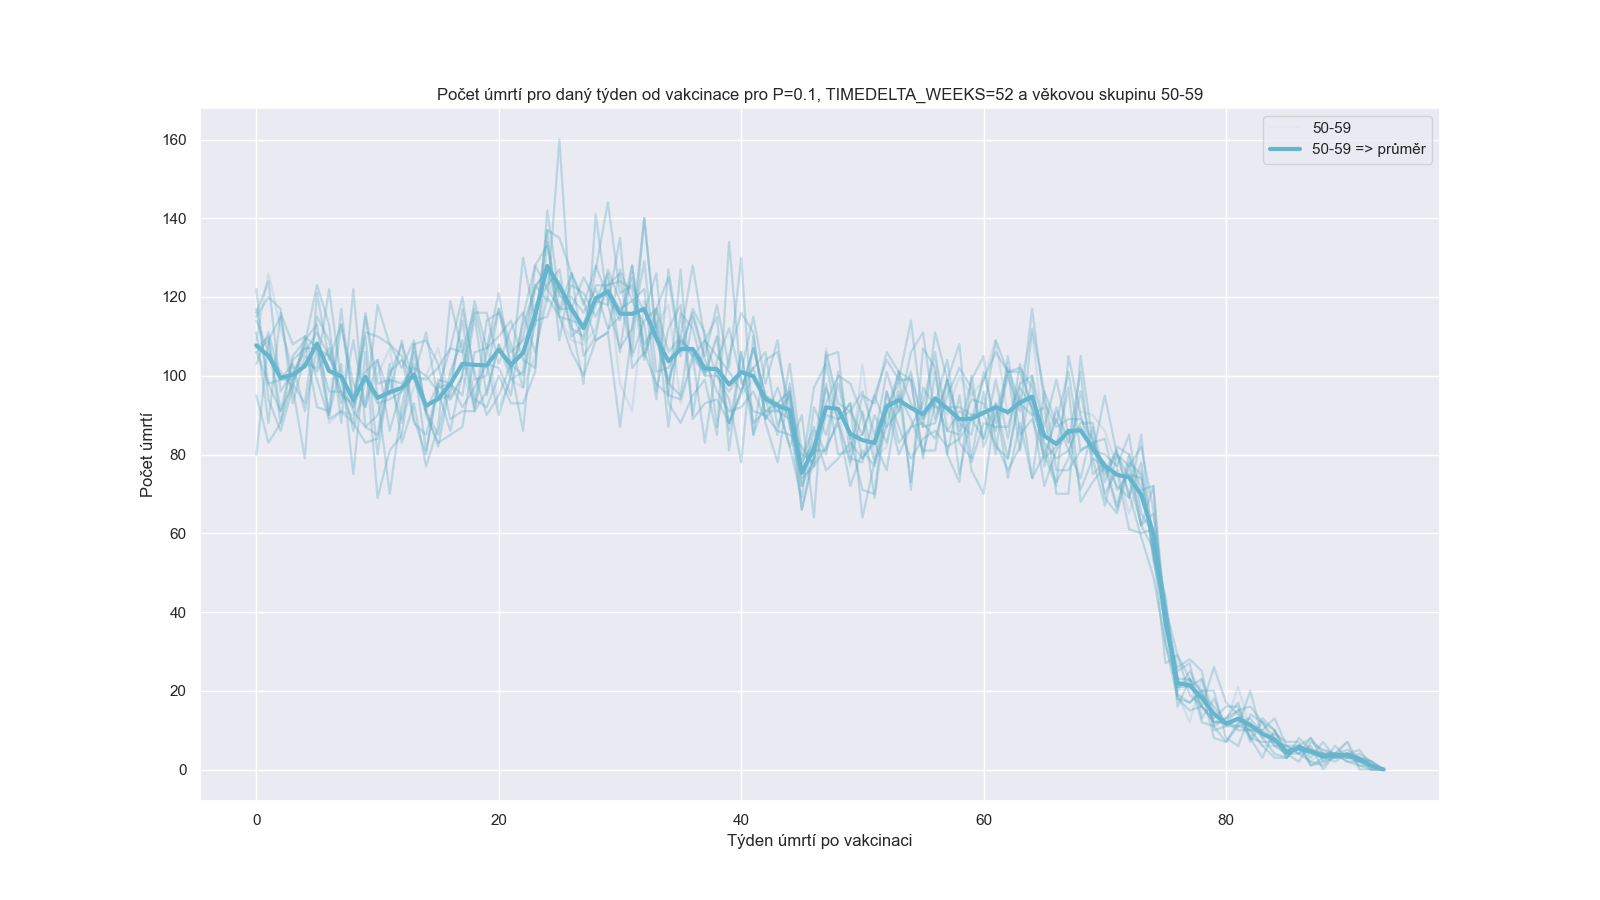 Počet úmrtí pro daný týden od vakcinace pro P=0.1, TIMEDELTA_WEEKS=52 a věkovou skupinu 50-59
50-59
50-59 => průměr
160
140
120
100
80
60
40
20
0
Počet úmrtí
0 20 40 60 80
Týden úmrtí po vakcinaci